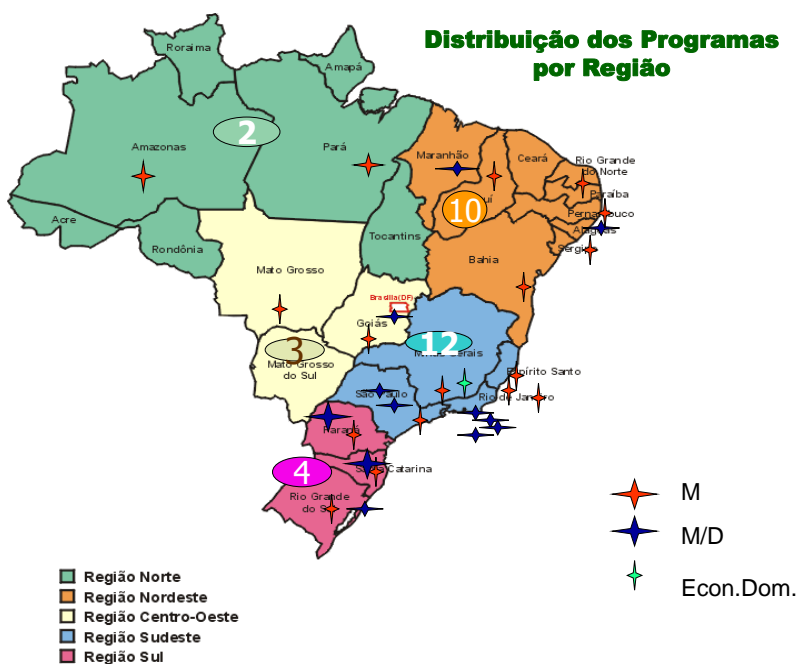 Distribuição dos Programas
por Região
Roraima
Amapá
Amazonas
2
Pará
Maranhão
Ceará
Rio Grande
do Norte
Paraíba
Pernambuco
Alagoas
Sergipe
10
Acre
Rondônia
Tocantins
Bahia
Mato Grosso
Brasília(DF)
Goiás
12
3
Mato Grosso
do Sul
Espírito Santo
São Paulo
Rio de Janeiro
Paraná
4
Santa Catarina
Rio Grande
M
M/D
Econ.Dom.
Região Norte
Região Nordeste
Região Centro-Oeste
Região Sudeste
Região Sul